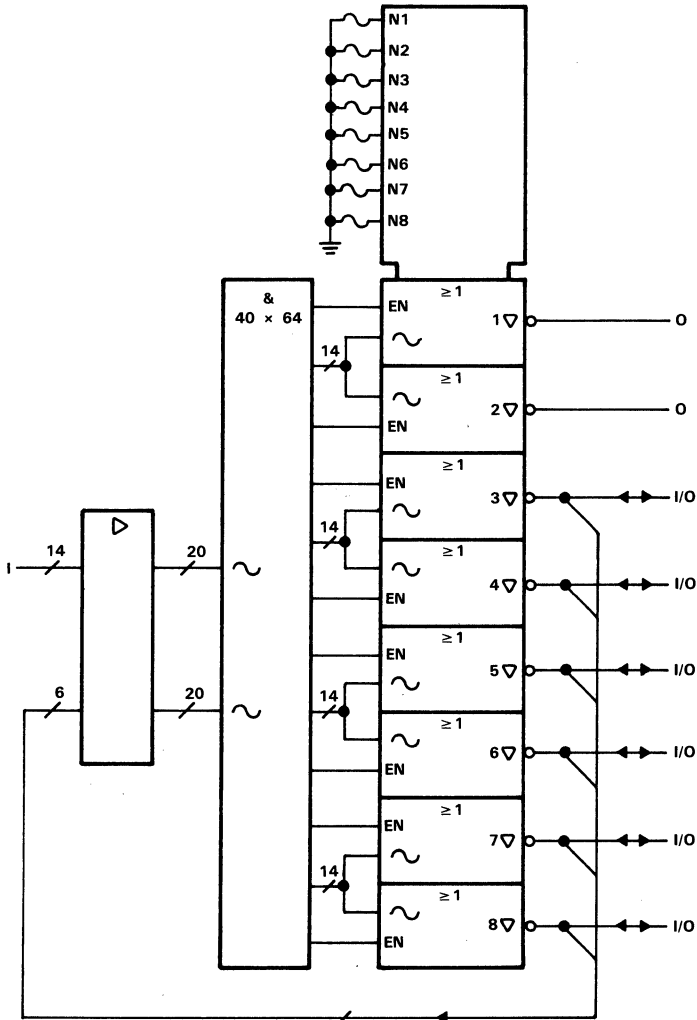 N1
N2
N3
N4
N5
N6
N7
N8
&
40 × 64
EN
≥ 1
1▽
O
14
≥ 1
2▽
O
EN
EN
≥ 1
3▽
I/O
14
≥ 1
4▽
I/O
EN
I
14
▷
20
EN
≥ 1
5▽
I/O
6
20
14
≥ 1
6▽
I/O
EN
EN
≥ 1
7▽
I/O
14
≥ 1
8▽
I/O
EN